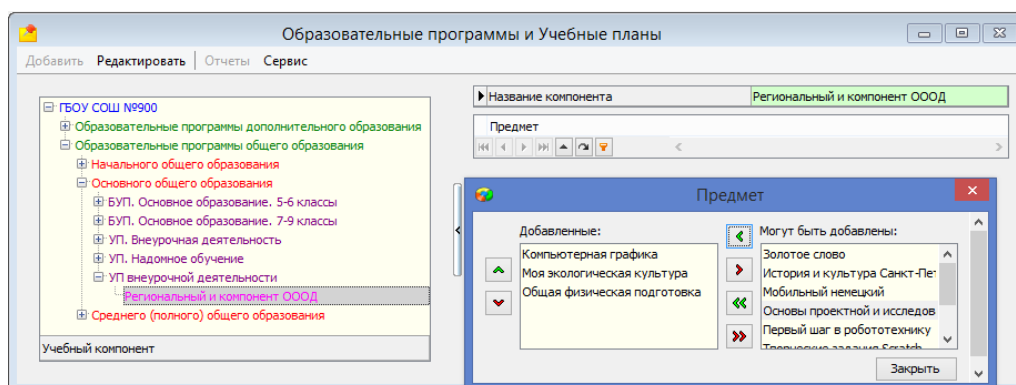 Образовательные программы и Учебные планы
Добавить Редактировать Отчеты Сервис
ГБОУ СОШ №900
Образовательные программы дополнительного образования
Образовательные программы общего образования
Начального общего образования
Основного общего образования
БУП. Основное образование. 5-6 классы
БУП. Основное образование. 7-9 классы
УП. Внеурочная деятельность
УП. Надомное обучение
УП внеурочной деятельности
Региональный и компонент ОООД
Среднего (полного) общего образования
Учебный компонент
Название компонента Региональный и компонент ОООД
Предмет
Предмет
Добавленные:
Компьютерная графика
Моя экологическая культура
Общая физическая подготовка
Могут быть добавлены:
Золотое слово
История и культура Санкт-Пет
Мобильный немецкий
Основы проектной и исследов
Первый шаг в робототехнику
Творческие задания Scratch
Закрыть